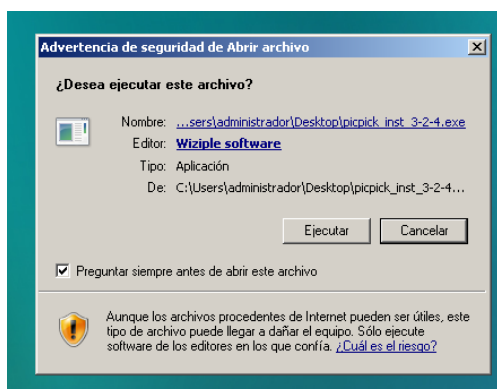 Advertencia de seguridad de Abrir archivo
¿Desea ejecutar este archivo?
Nombre: ...sers\administrador\Desktop\picpick_inst_3-2-4.exe
Editor: Wiziple software
Tipo: Aplicación
De: C:\Users\administrador\Desktop\picpick_inst_3-2-4...
Ejecutar
Cancelar
Preguntar siempre antes de abrir este archivo
Aunque los archivos procedentes de Internet pueden ser útiles, este
tipo de archivo puede llegar a dañar el equipo. Sólo ejecute
software de los editores en los que confía. ¿Cuál es el riesgo?